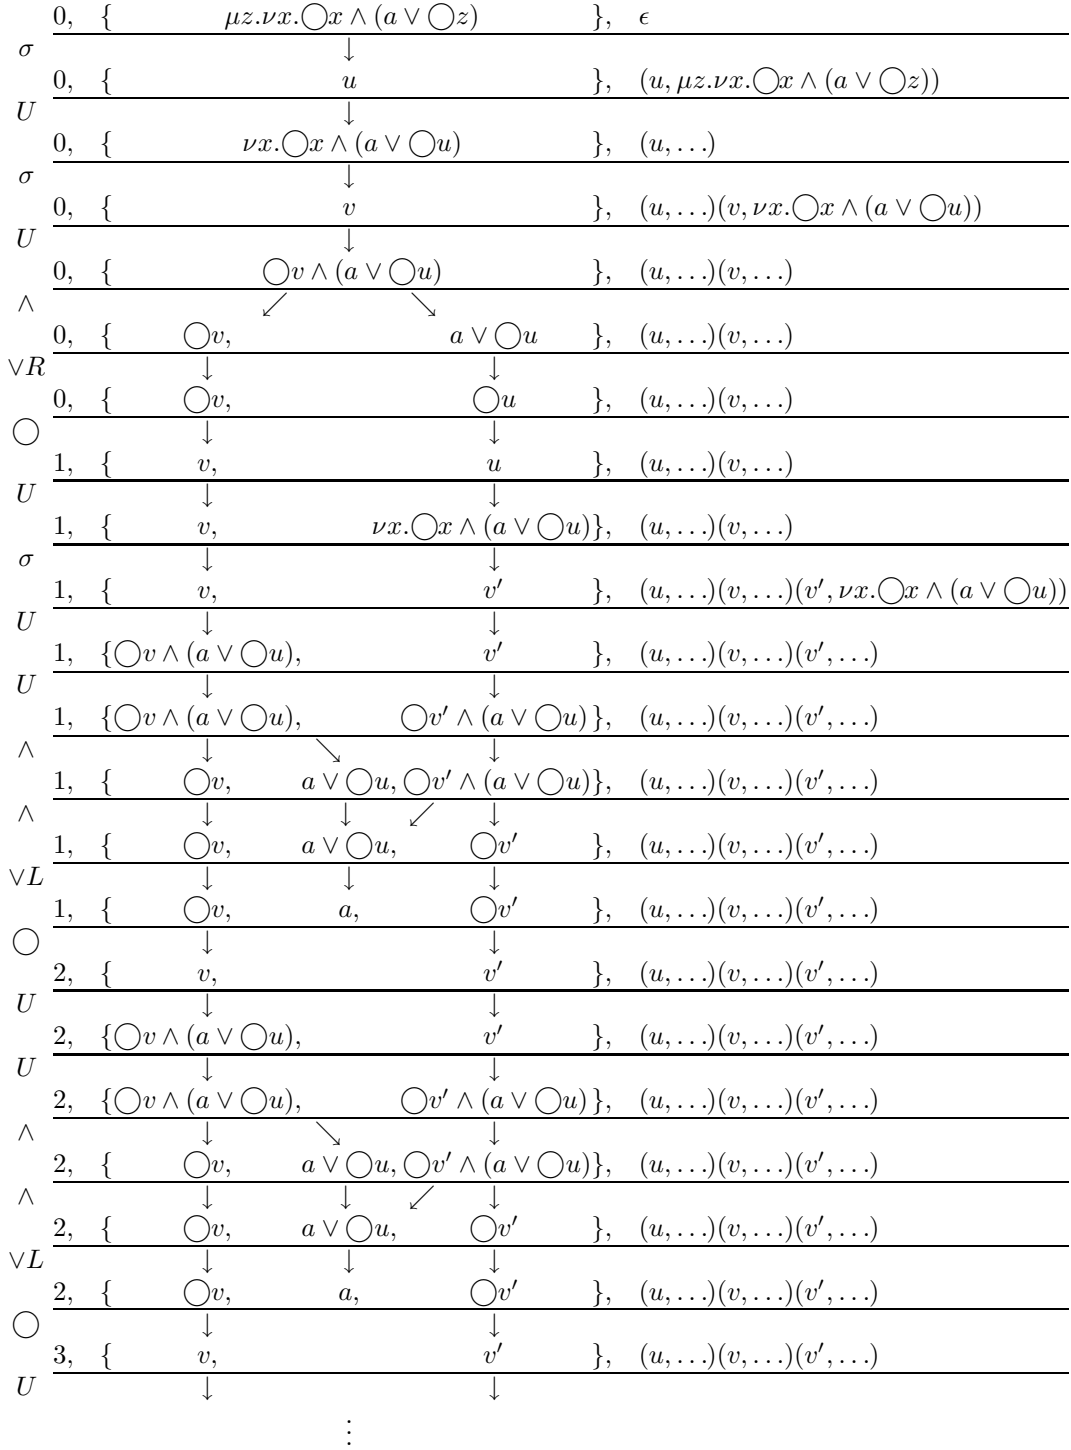 0, { μz.νx.◯x ∧ (a ∨ ◯z) }, ϵ
σ
0, { u }, (u, μz.νx.◯x ∧ (a ∨ ◯z))
U
0, { νx.◯x ∧ (a ∨ ◯u) }, (u, …)
σ
0, { v }, (u, …)(v, νx.◯x ∧ (a ∨ ◯u))
U
0, { ◯v ∧ (a ∨ ◯u) }, (u, …)(v, …)
∧
0, { ◯v, a ∨ ◯u }, (u, …)(v, …)
∨R
0, { ◯v, ◯u }, (u, …)(v, …)
◯
1, { v, u }, (u, …)(v, …)
U
1, { v, νx.◯x ∧ (a ∨ ◯u)}, (u, …)(v, …)
σ
1, { v, v′ }, (u, …)(v, …)(v′, νx.◯x ∧ (a ∨ ◯u))
U
1, {◯v ∧ (a ∨ ◯u), v′ }, (u, …)(v, …)(v′, …)
U
1, {◯v ∧ (a ∨ ◯u), ◯v′ ∧ (a ∨ ◯u)}, (u, …)(v, …)(v′, …)
∧
1, { ◯v, a ∨ ◯u, ◯v′ ∧ (a ∨ ◯u)}, (u, …)(v, …)(v′, …)
∧
1, { ◯v, a ∨ ◯u, ◯v′ }, (u, …)(v, …)(v′, …)
∨L
1, { ◯v, a, ◯v′ }, (u, …)(v, …)(v′, …)
◯
2, { v, v′ }, (u, …)(v, …)(v′, …)
U
2, {◯v ∧ (a ∨ ◯u), v′ }, (u, …)(v, …)(v′, …)
U
2, {◯v ∧ (a ∨ ◯u), ◯v′ ∧ (a ∨ ◯u)}, (u, …)(v, …)(v′, …)
∧
2, { ◯v, a ∨ ◯u, ◯v′ ∧ (a ∨ ◯u)}, (u, …)(v, …)(v′, …)
∧
2, { ◯v, a ∨ ◯u, ◯v′ }, (u, …)(v, …)(v′, …)
∨L
2, { ◯v, a, ◯v′ }, (u, …)(v, …)(v′, …)
◯
3, { v, v′ }, (u, …)(v, …)(v′, …)
U
⋮